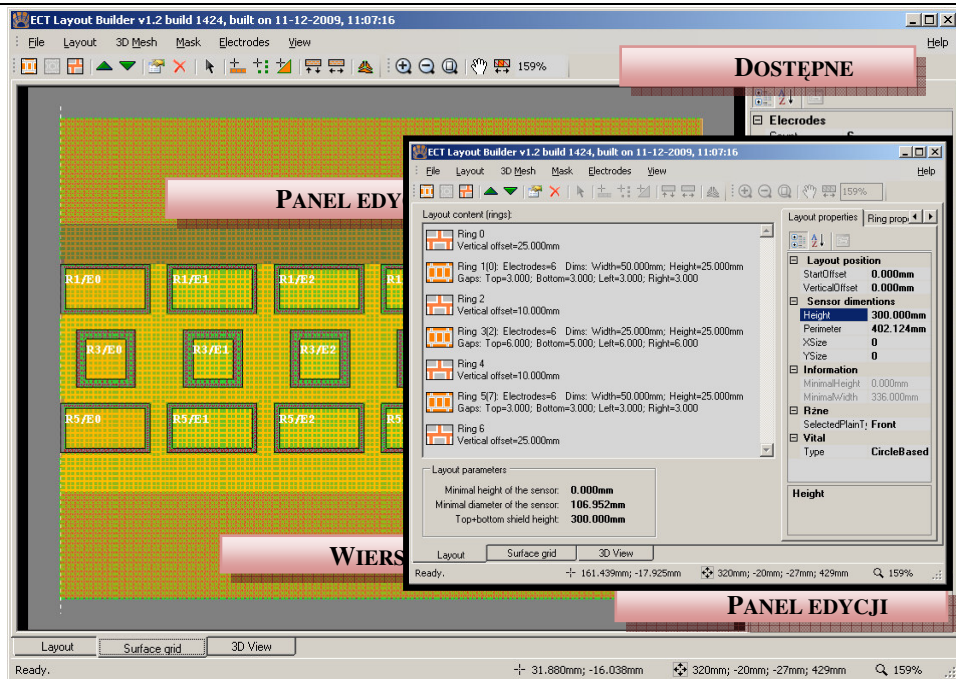 ECT Layout Builder v1.2 build 1424, built on 11-12-2009, 11:07:16
File Layout 3D Mesh Mask Electrodes View Help
159%
DOSTĘPNE
Elecrodes
PANEL EDYC
R1/E0 R1/E1 R1/E2
R3/E0 R3/E1 R3/E2
R5/E0 R5/E1 R5/E2
WIERS
ECT Layout Builder v1.2 build 1424, built on 11-12-2009, 11:07:16
File Layout 3D Mesh Mask Electrodes View Help
159%
Layout content (rings):
Ring 0
Vertical offset=25.000mm
Ring 1(0): Electrodes=6 Dims: Width=50.000mm; Height=25.000mm
Gaps: Top=3.000; Bottom=3.000; Left=3.000; Right=3.000
Ring 2
Vertical offset=10.000mm
Ring 3(2): Electrodes=6 Dims: Width=25.000mm; Height=25.000mm
Gaps: Top=6.000; Bottom=5.000; Left=6.000; Right=6.000
Ring 4
Vertical offset=10.000mm
Ring 5(7): Electrodes=6 Dims: Width=50.000mm; Height=25.000mm
Gaps: Top=3.000; Bottom=3.000; Left=3.000; Right=3.000
Ring 6
Vertical offset=25.000mm
Layout parameters
Minimal height of the sensor: 0.000mm
Minimal diameter of the sensor: 106.952mm
Top+bottom shield height: 300.000mm
Layout properties Ring prop
Layout position
StartOffset 0.000mm
VerticalOffset 0.000mm
Sensor dimentions
Height 300.000mm
Perimeter 402.124mm
XSize 0
YSize 0
Information
MinimalHeight 0.000mm
MinimalWidth 336.000mm
Rżne
SelectedPlainT Front
Vital
Type CircleBased
Height
Layout Surface grid 3D View
Ready. 161.439mm; -17.925mm 320mm; -20mm; -27mm; 429mm 159%
PANEL EDYCJI
Layout Surface grid 3D View
Ready. 31.880mm; -16.038mm 320mm; -20mm; -27mm; 429mm 159%